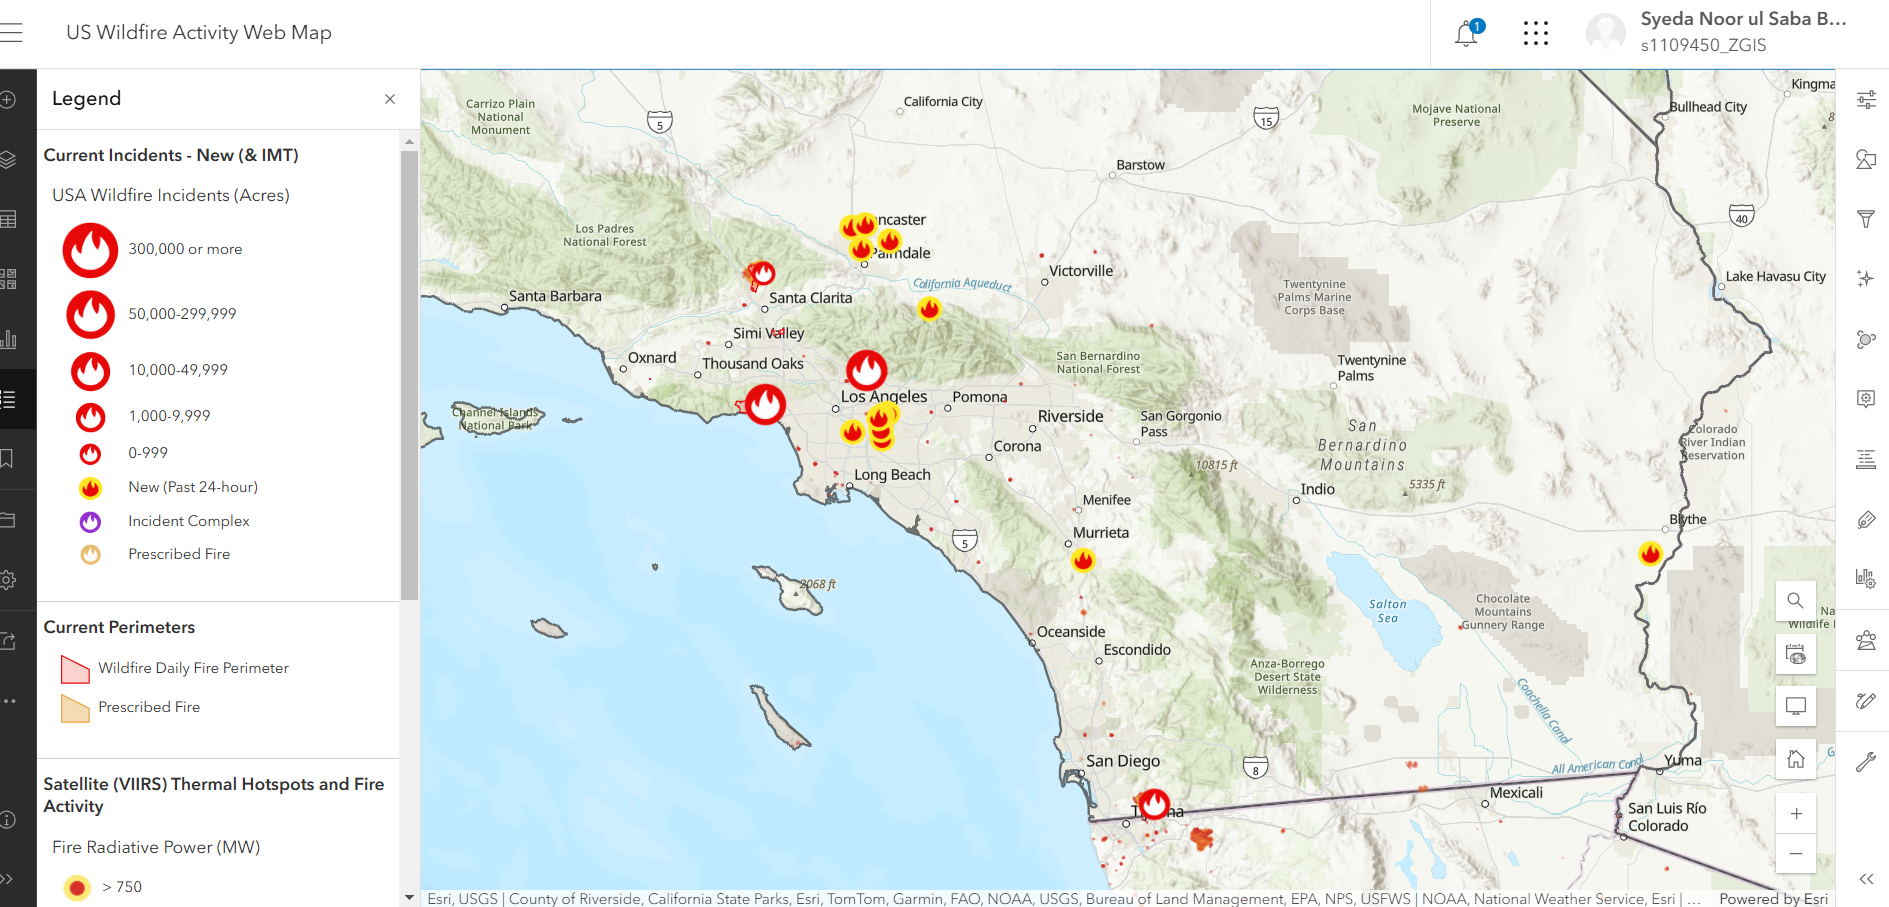 US Wildfire Activity Web Map
1
Syeda Noor ul Saba B...
s1109450_ZGIS
Legend
Current Incidents - New (& IMT)
USA Wildfire Incidents (Acres)
300,000 or more
50,000-299,999
10,000-49,999
1,000-9,999
0-999
New (Past 24-hour)
Incident Complex
Prescribed Fire
Current Perimeters
Wildfire Daily Fire Perimeter
Prescribed Fire
Satellite (VIIRS) Thermal Hotspots and Fire
Activity
Fire Radiative Power (MW)
> 750
Carrizo Plain
National
Monument
5
California City
15
Mojave National
Preserve
Kingma
Bullhead City
8
Barstow
40
Los Padres
National Forest
ncaster
Palmdale
Victorville
California Aqueduct
Lake Havasu City
Santa Barbara
Santa Clarita
Twentynine
Palms Marine
Corps Base
Simi Valley
Oxnard
Thousand Oaks
San Bernardino
National Forest
Twentynine
Palms
Los Angeles
Pomona
Channel Islands
National Park
Riverside
San Gorgonio
Pass
San
Bernardino
Mountains
Colorado
River Indian
Reservation
Corona
10815 ft
Long Beach
5335 ft
Indio
Menifee
Blythe
Murrieta
5
2068 ft
Salton
Sea
Chocolate
Mountains
Gunnery Range
Na
Wildlife
Oceanside
Escondido
Anza-Borrego
Desert State
Wilderness
Coachella Canal
San Diego
8
All American Canal
Yuma
G
Mexicali
San Luis Río
Colorado
T
na
Esri, USGS | County of Riverside, California State Parks, Esri, TomTom, Garmin, FAO, NOAA, USGS, Bureau of Land Management, EPA, NPS, USFWS | NOAA, National Weather Service, Esri | ...
Powered by Esri